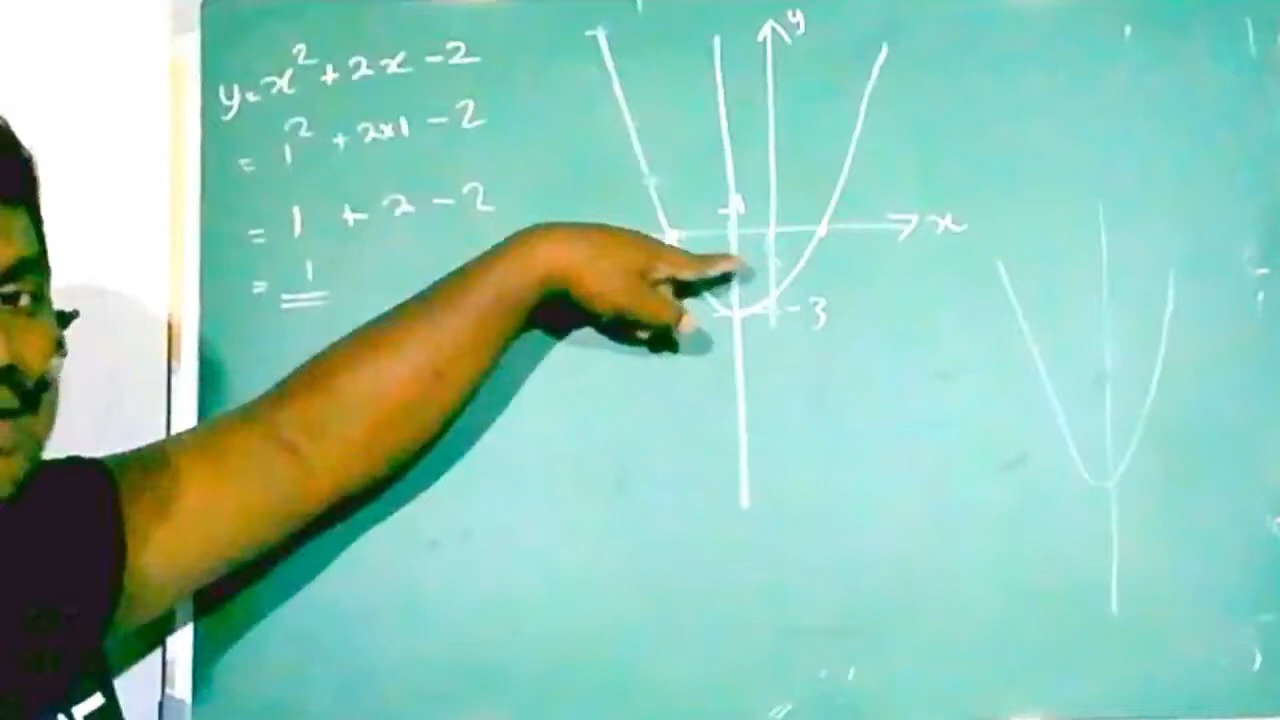 y = x² + 2x - 2
= 1² + 2x1 - 2
= 1 + 2 - 2
= 1
y
x
-3